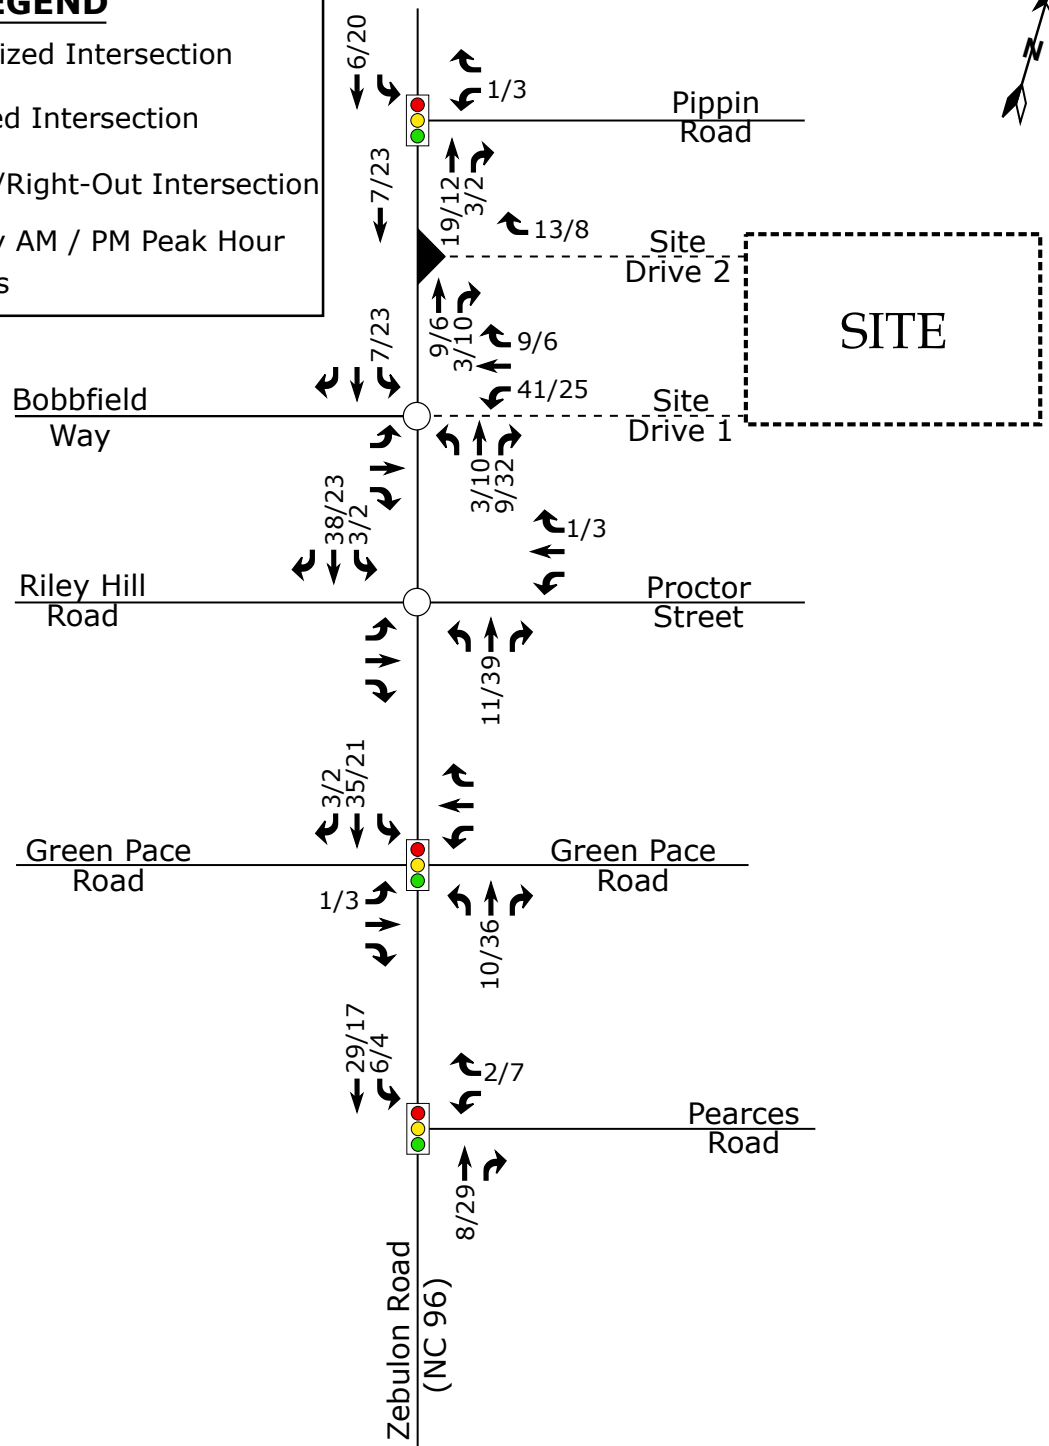 EGEND
ized Intersection
ed Intersection
/Right-Out Intersection
y AM / PM Peak Hour
s
N
6/20
1/3
Pippin
Road
7/23
19/12
3/2
13/8
Site
Drive 2
SITE
7/23
9/6
3/10
9/6
41/25
Bobbfield
Way
Site
Drive 1
3/10
9/32
38/23
3/2
1/3
Riley Hill
Road
Proctor
Street
11/39
3/2
35/21
Green Pace
Road
Green Pace
Road
1/3
10/36
29/17
6/4
2/7
Pearces
Road
8/29
Zebulon Road
(NC 96)